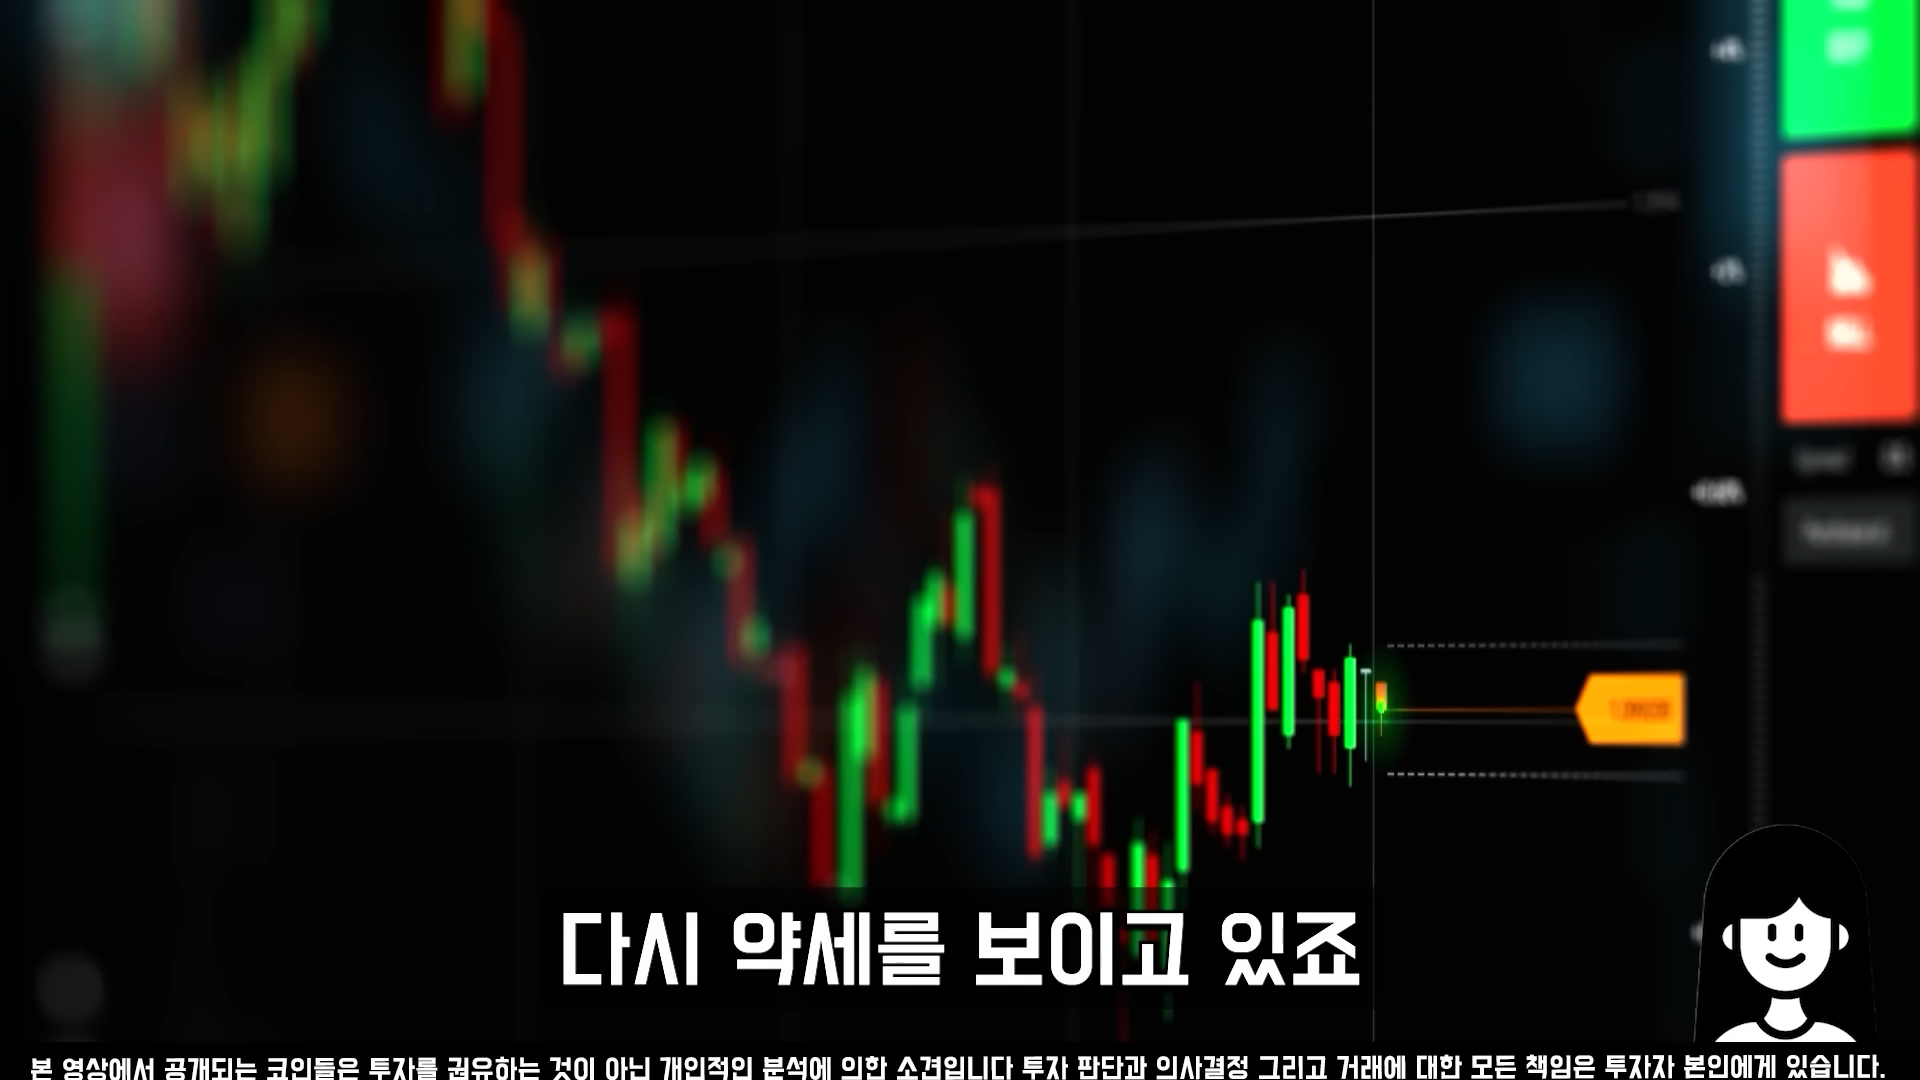 다시 약세를 보이고 있죠
본 영상에서 공개되는 코인들은 투자를 권유하는 것이 아닌 개인적인 분석에 의한 소견입니다 투자 판단과 의사결정 그리고 거래에 대한 모든 책임은 투자자 본인에게 있습니다.